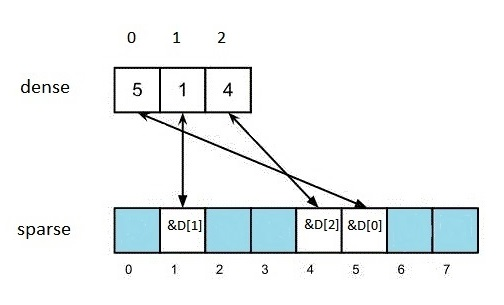 0 1 2
dense 5 1 4
sparse &D[1] &D[2] &D[0]
0 1 2 3 4 5 6 7